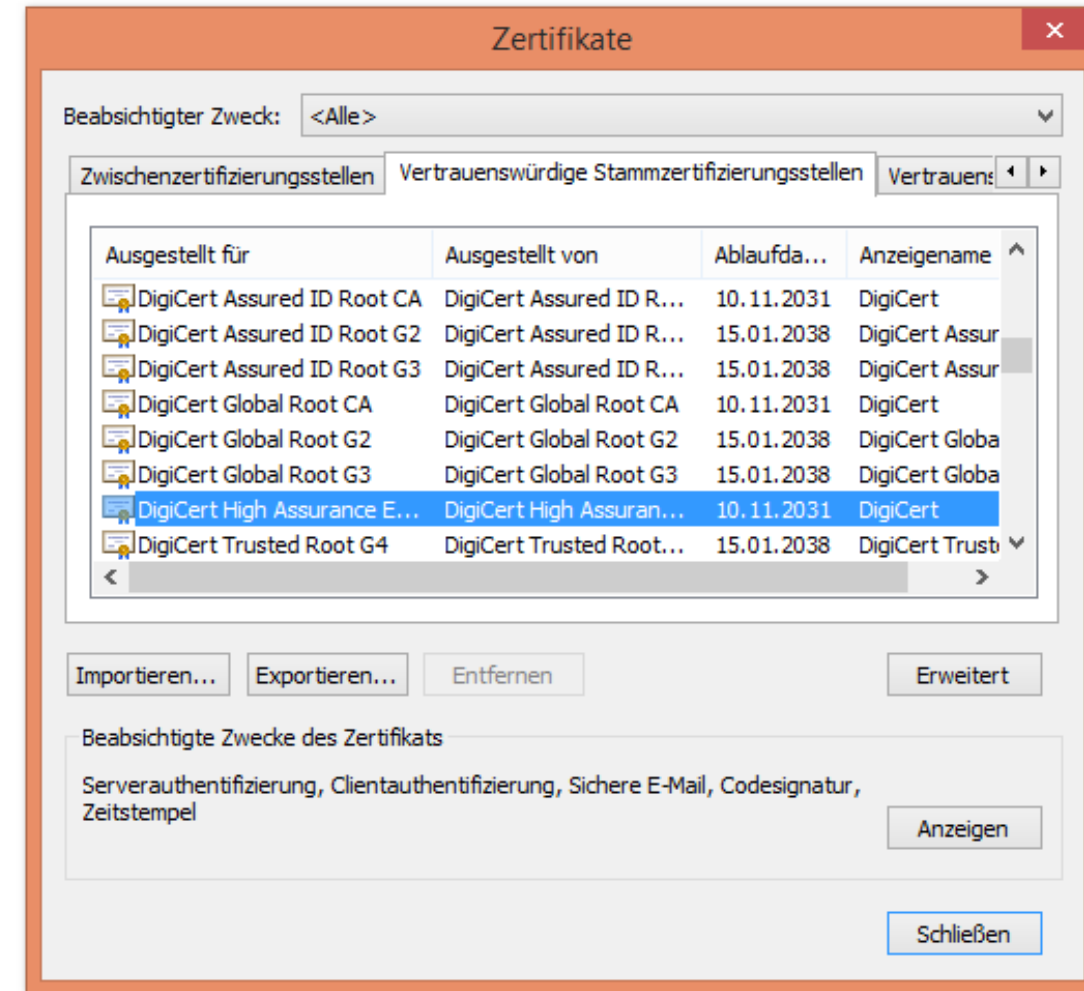 Zertifikate
Beabsichtigter Zweck: <Alle>
Zwischenzertifizierungsstellen Vertrauenswürdige Stammzertifizierungsstellen Vertrauens
Ausgestellt für Ausgestellt von Ablaufda... Anzeigename
DigiCert Assured ID Root CA DigiCert Assured ID R... 10.11.2031 DigiCert
DigiCert Assured ID Root G2 DigiCert Assured ID R... 15.01.2038 DigiCert Assur
DigiCert Assured ID Root G3 DigiCert Assured ID R... 15.01.2038 DigiCert Assur
DigiCert Global Root CA DigiCert Global Root CA 10.11.2031 DigiCert
DigiCert Global Root G2 DigiCert Global Root G2 15.01.2038 DigiCert Globa
DigiCert Global Root G3 DigiCert Global Root G3 15.01.2038 DigiCert Globa
DigiCert High Assurance E... DigiCert High Assuran... 10.11.2031 DigiCert
DigiCert Trusted Root G4 DigiCert Trusted Root... 15.01.2038 DigiCert Trust
Importieren... Exportieren... Entfernen Erweitert
Beabsichtigte Zwecke des Zertifikats
Serverauthentifizierung, Clientauthentifizierung, Sichere E-Mail, Codesignatur,
Zeitstempel
Anzeigen
Schließen